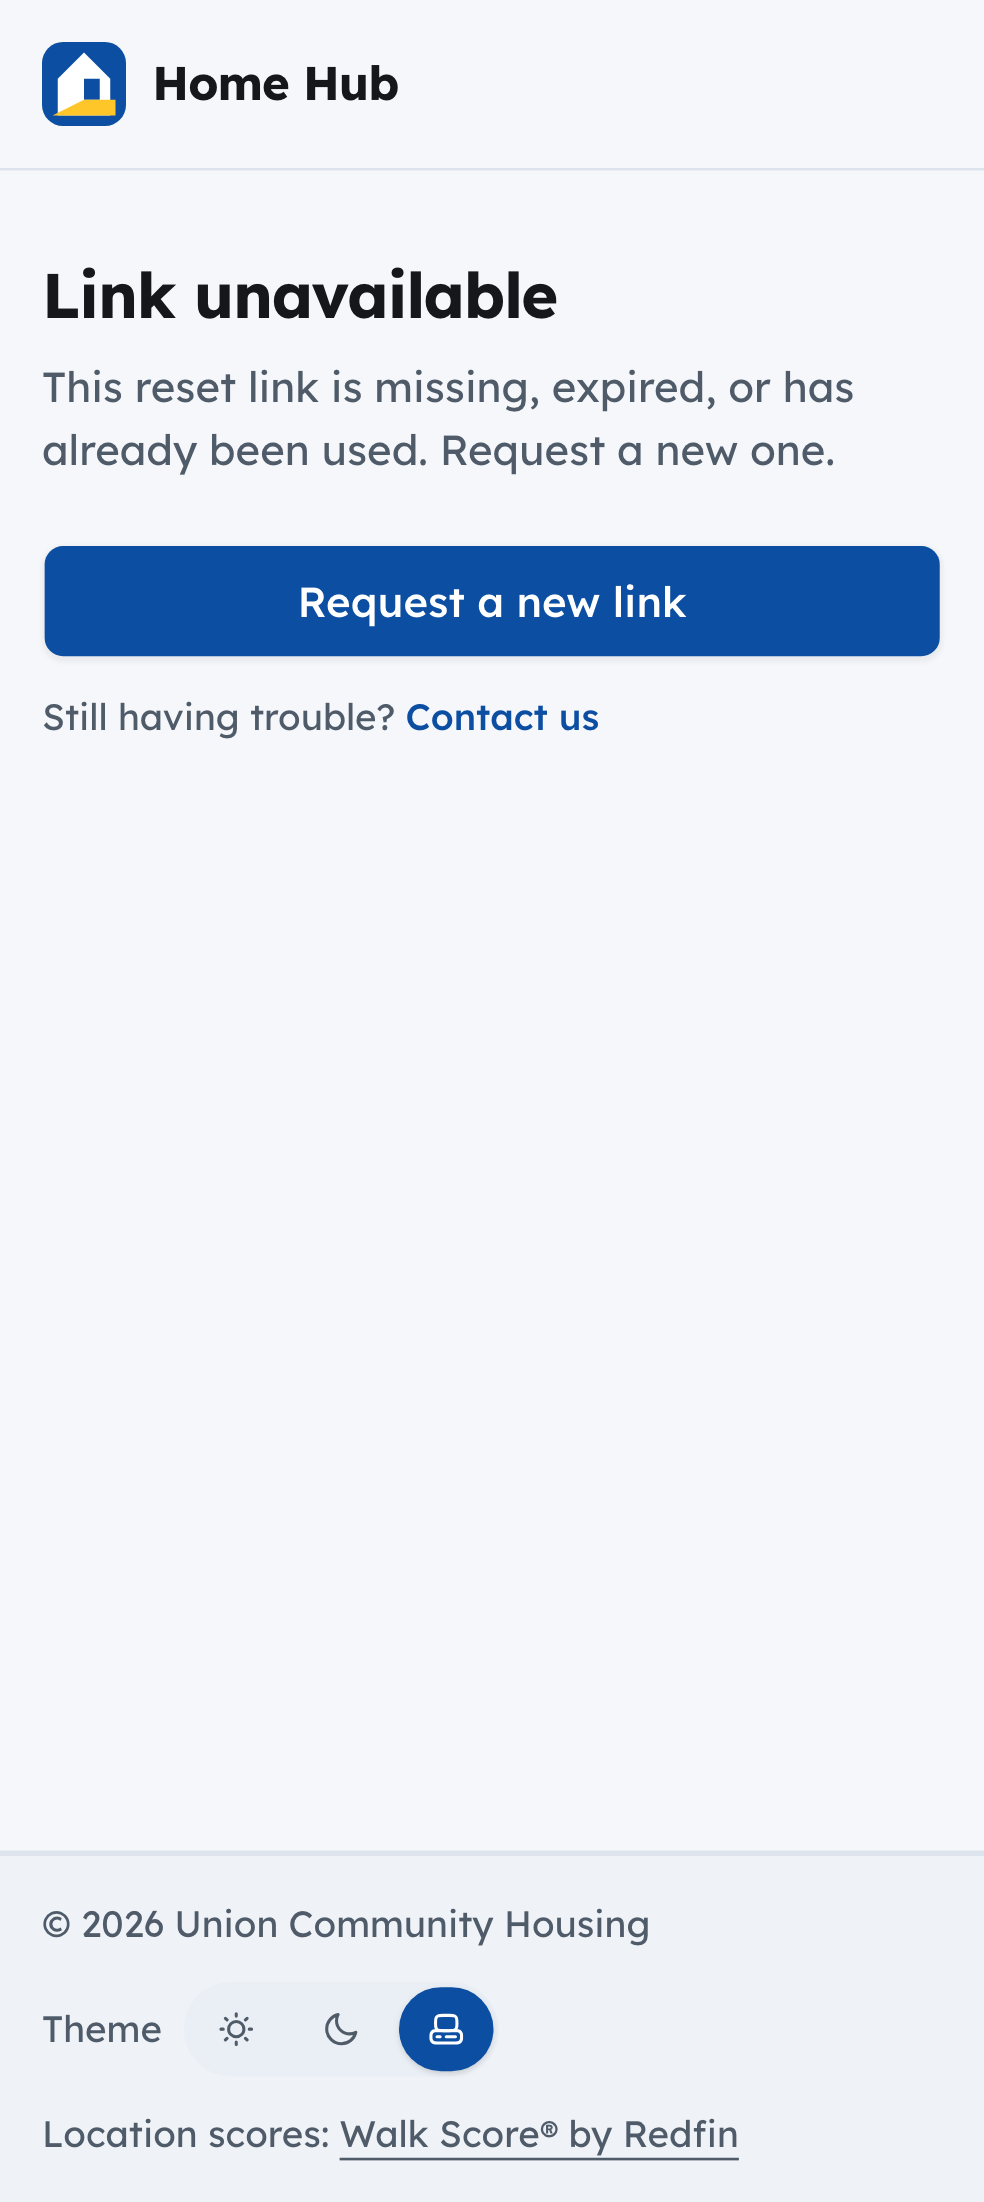 Home Hub
Link unavailable
This reset link is missing, expired, or has
already been used. Request a new one.
Request a new link
Still having trouble? Contact us
© 2026 Union Community Housing
Theme
Location scores: Walk Score® by Redfin